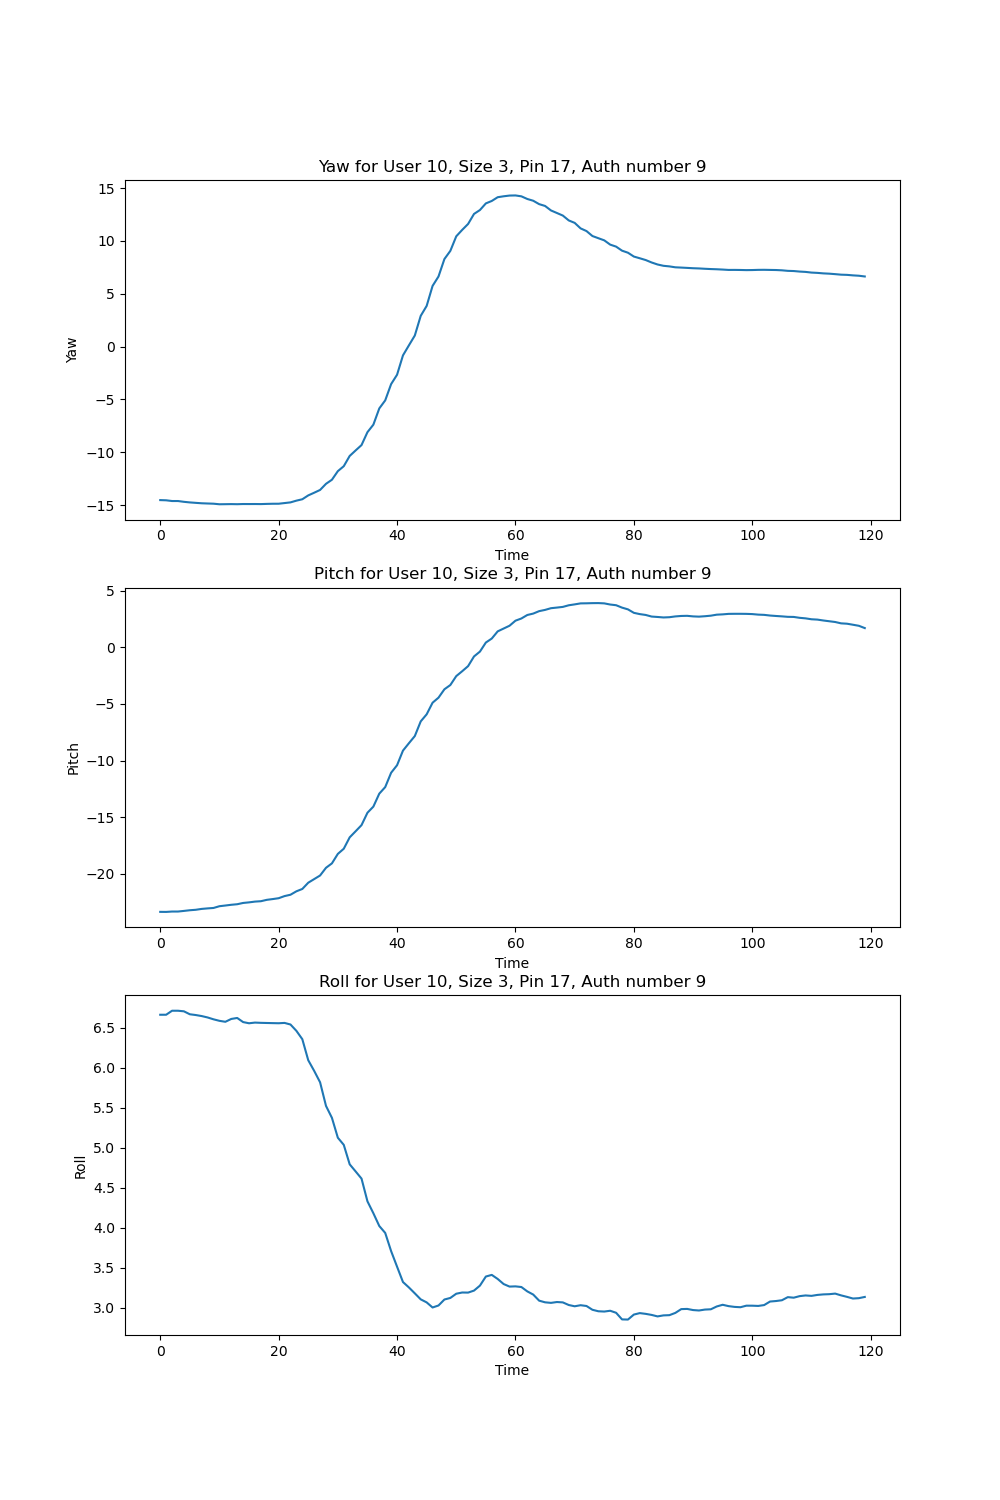 Yaw for User 10, Size 3, Pin 17, Auth number 9
15
10
5
0
−5
−10
−15
Yaw
0 20 40 60 80 100 120
Time
Pitch for User 10, Size 3, Pin 17, Auth number 9
5
0
−5
−10
−15
−20
Pitch
0 20 40 60 80 100 120
Time
Roll for User 10, Size 3, Pin 17, Auth number 9
6.5
6.0
5.5
5.0
4.5
4.0
3.5
3.0
Roll
0 20 40 60 80 100 120
Time